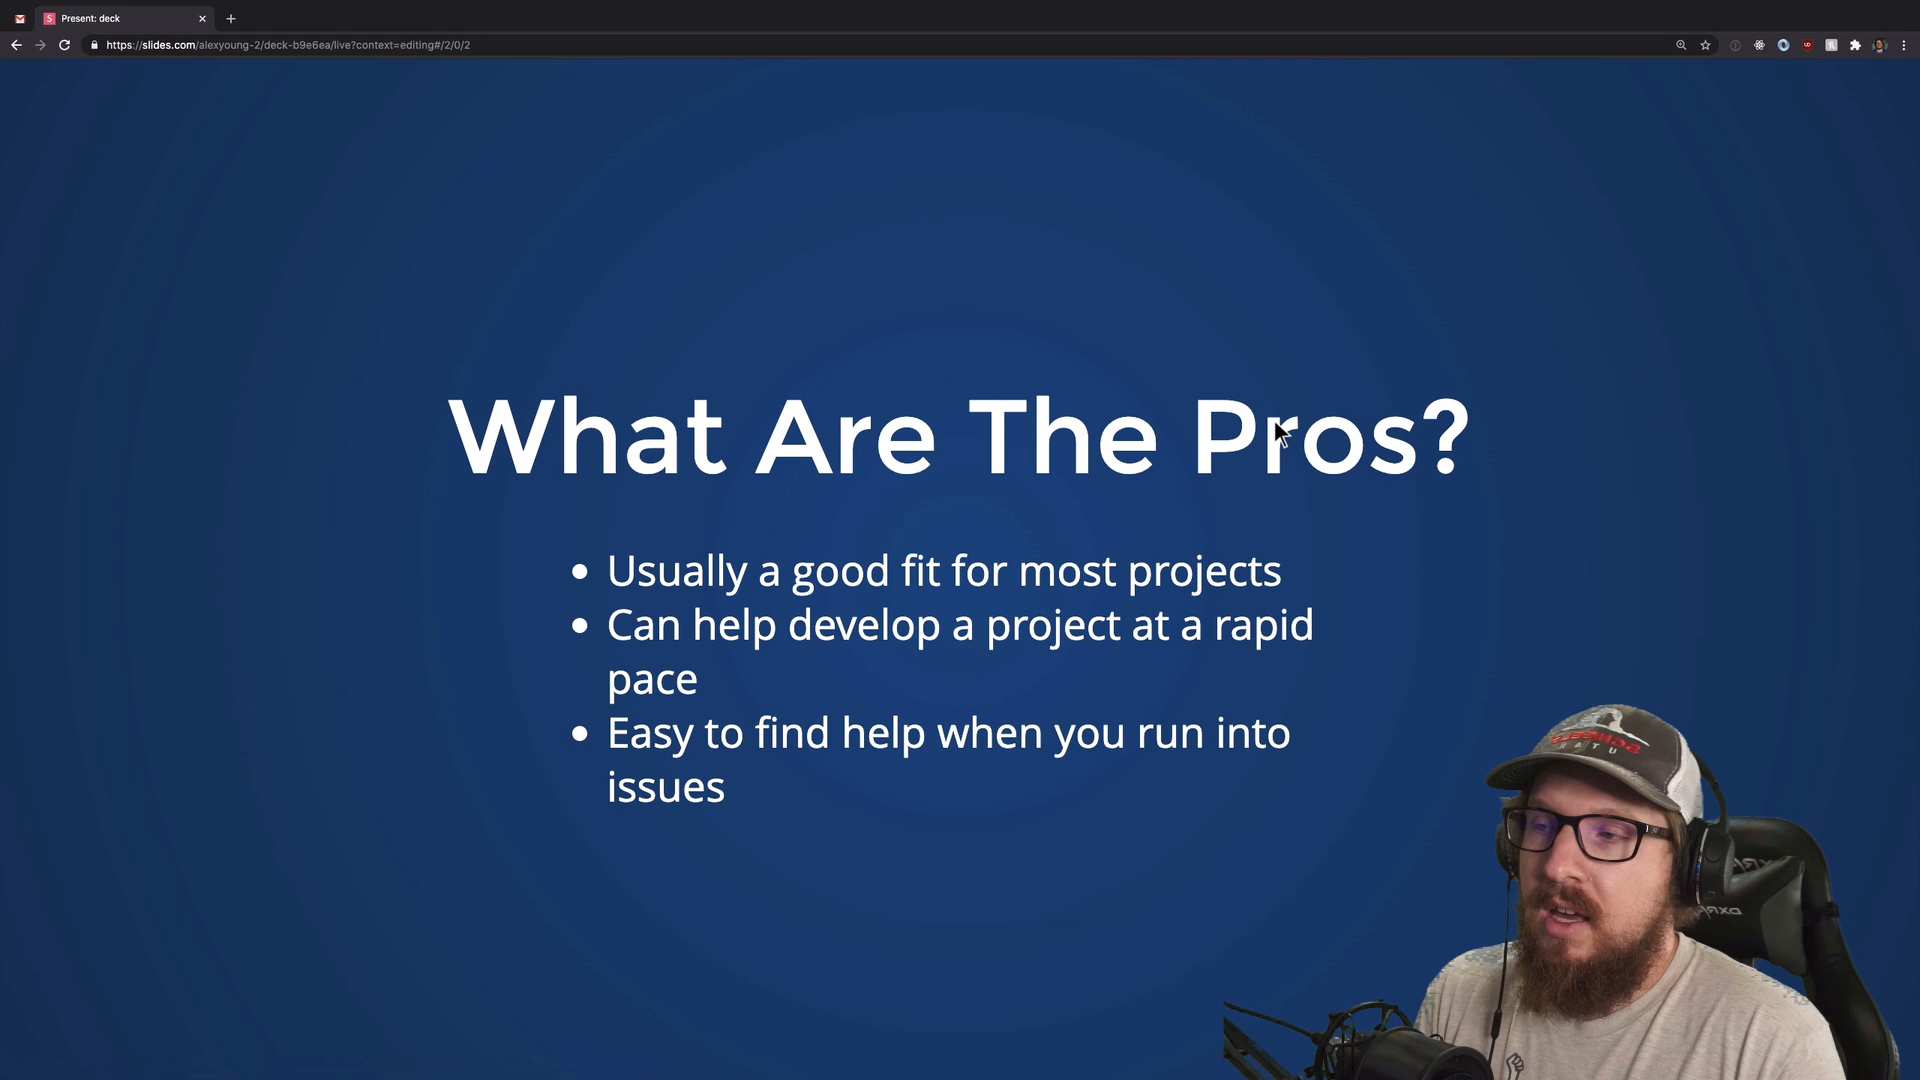 Present: deck
https://slides.com/alexyoung-2/deck-b9e6ea/live?context=editing#/2/0/2
What Are The Pros?
• Usually a good fit for most projects
• Can help develop a project at a rapid
pace
• Easy to find help when you run into
issues
SCHEELS
UTAH